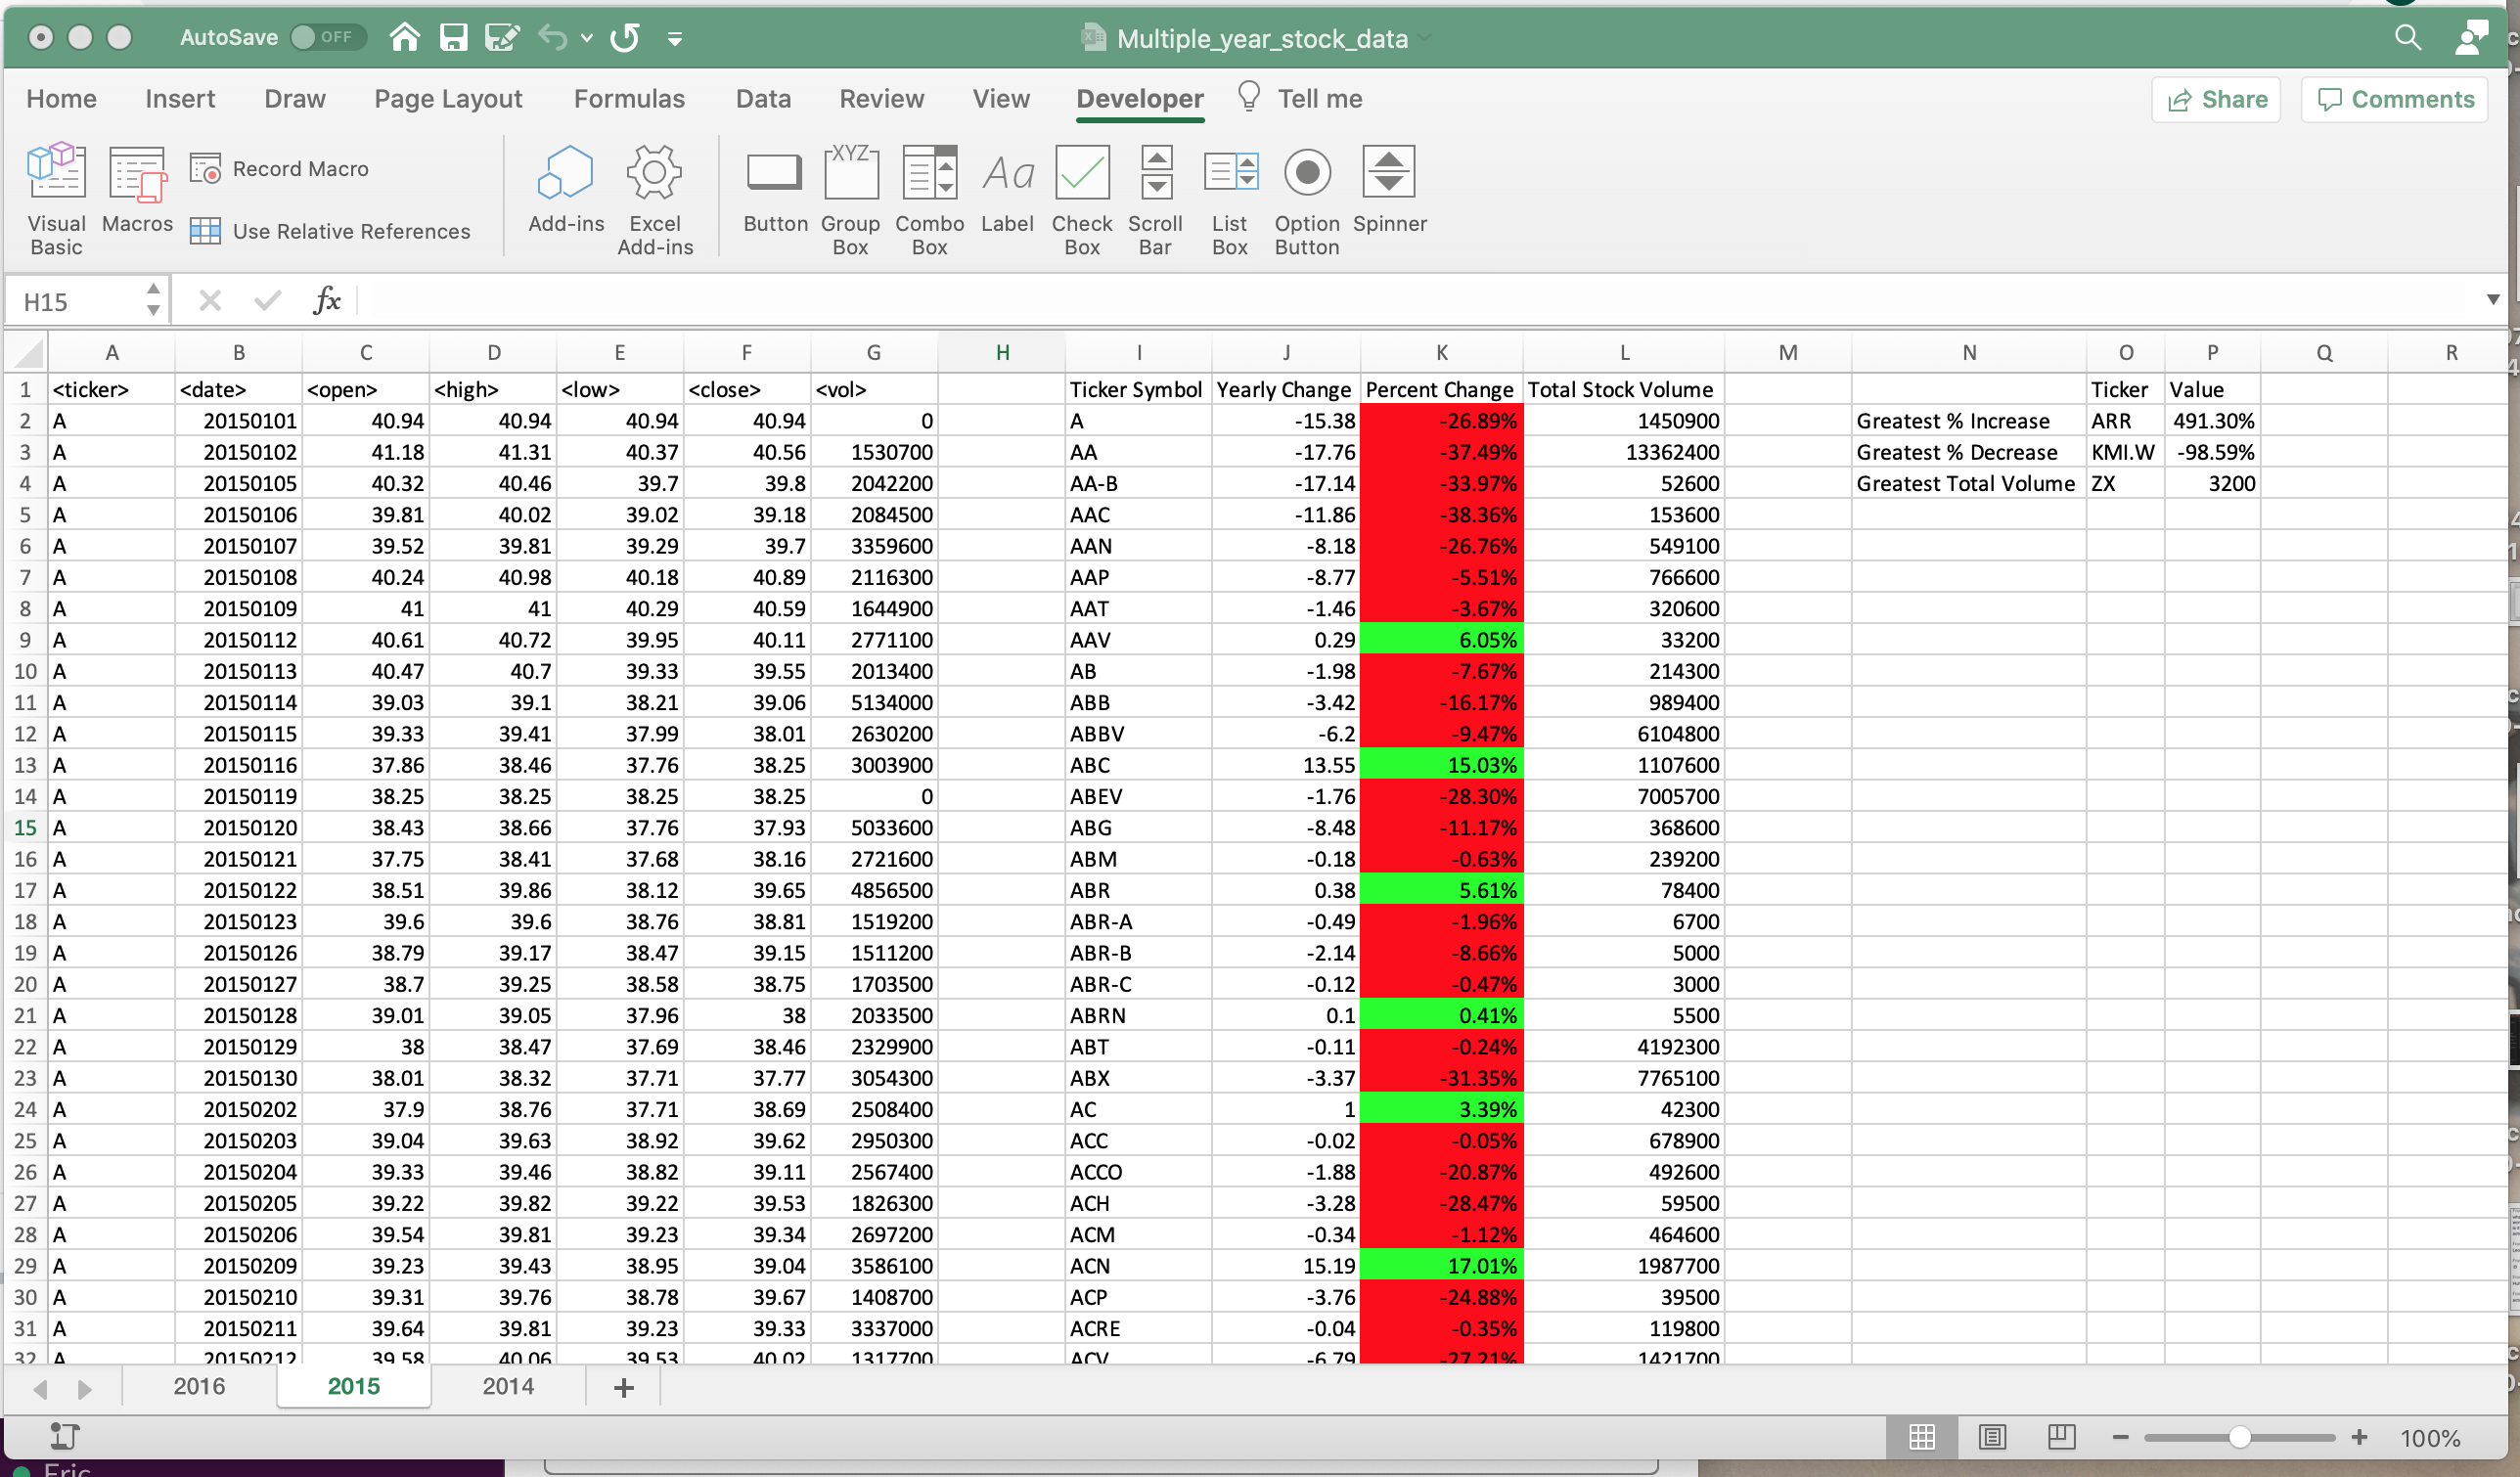 AutoSave OFF Multiple_year_stock_data
Home Insert Draw Page Layout Formulas Data Review View Developer Tell me Share Comments
Visual Basic Macros Record Macro Use Relative References Add-ins Excel Add-ins Button Group Box Combo Box Label Check Box Scroll Bar List Box Option Button Spinner
XYZ Aa
H15 fx
A B C D E F G H I J K L M N O P Q R
1 <ticker> <date> <open> <high> <low> <close> <vol> Ticker Symbol Yearly Change Percent Change Total Stock Volume Ticker Value
2 A 20150101 40.94 40.94 40.94 40.94 0 A -15.38 -26.89% 1450900 Greatest % Increase ARR 491.30%
3 A 20150102 41.18 41.31 40.37 40.56 1530700 AA -17.76 -37.49% 13362400 Greatest % Decrease KMI.W -98.59%
4 A 20150105 40.32 40.46 39.7 39.8 2042200 AA-B -17.14 -33.97% 52600 Greatest Total Volume ZX 3200
5 A 20150106 39.81 40.02 39.02 39.18 2084500 AAC -11.86 -38.36% 153600
6 A 20150107 39.52 39.81 39.29 39.7 3359600 AAN -8.18 -26.76% 549100
7 A 20150108 40.24 40.98 40.18 40.89 2116300 AAP -8.77 -5.51% 766600
8 A 20150109 41 41 40.29 40.59 1644900 AAT -1.46 -3.67% 320600
9 A 20150112 40.61 40.72 39.95 40.11 2771100 AAV 0.29 6.05% 33200
10 A 20150113 40.47 40.7 39.33 39.55 2013400 AB -1.98 -7.67% 214300
11 A 20150114 39.03 39.1 38.21 39.06 5134000 ABB -3.42 -16.17% 989400
12 A 20150115 39.33 39.41 37.99 38.01 2630200 ABBV -6.2 -9.47% 6104800
13 A 20150116 37.86 38.46 37.76 38.25 3003900 ABC 13.55 15.03% 1107600
14 A 20150119 38.25 38.25 38.25 38.25 0 ABEV -1.76 -28.30% 7005700
15 A 20150120 38.43 38.66 37.76 37.93 5033600 ABG -8.48 -11.17% 368600
16 A 20150121 37.75 38.41 37.68 38.16 2721600 ABM -0.18 -0.63% 239200
17 A 20150122 38.51 39.86 38.12 39.65 4856500 ABR 0.38 5.61% 78400
18 A 20150123 39.6 39.6 38.76 38.81 1519200 ABR-A -0.49 -1.96% 6700
19 A 20150126 38.79 39.17 38.47 39.15 1511200 ABR-B -2.14 -8.66% 5000
20 A 20150127 38.7 39.25 38.58 38.75 1703500 ABR-C -0.12 -0.47% 3000
21 A 20150128 39.01 39.05 37.96 38 2033500 ABRN 0.1 0.41% 5500
22 A 20150129 38 38.47 37.69 38.46 2329900 ABT -0.11 -0.24% 4192300
23 A 20150130 38.01 38.32 37.71 37.77 3054300 ABX -3.37 -31.35% 7765100
24 A 20150202 37.9 38.76 37.71 38.69 2508400 AC 1 3.39% 42300
25 A 20150203 39.04 39.63 38.92 39.62 2950300 ACC -0.02 -0.05% 678900
26 A 20150204 39.33 39.46 38.82 39.11 2567400 ACCO -1.88 -20.87% 492600
27 A 20150205 39.22 39.82 39.22 39.53 1826300 ACH -3.28 -28.47% 59500
28 A 20150206 39.54 39.81 39.23 39.34 2697200 ACM -0.34 -1.12% 464600
29 A 20150209 39.23 39.43 38.95 39.04 3586100 ACN 15.19 17.01% 1987700
30 A 20150210 39.31 39.76 38.78 39.67 1408700 ACP -3.76 -24.88% 39500
31 A 20150211 39.64 39.81 39.23 39.33 3337000 ACRE -0.04 -0.35% 119800
32 A 20150212 39.58 40.06 39.53 40.02 1317700 ACV -6.79 -27.21% 1421700
2016 2015 2014 +
100%
Eric